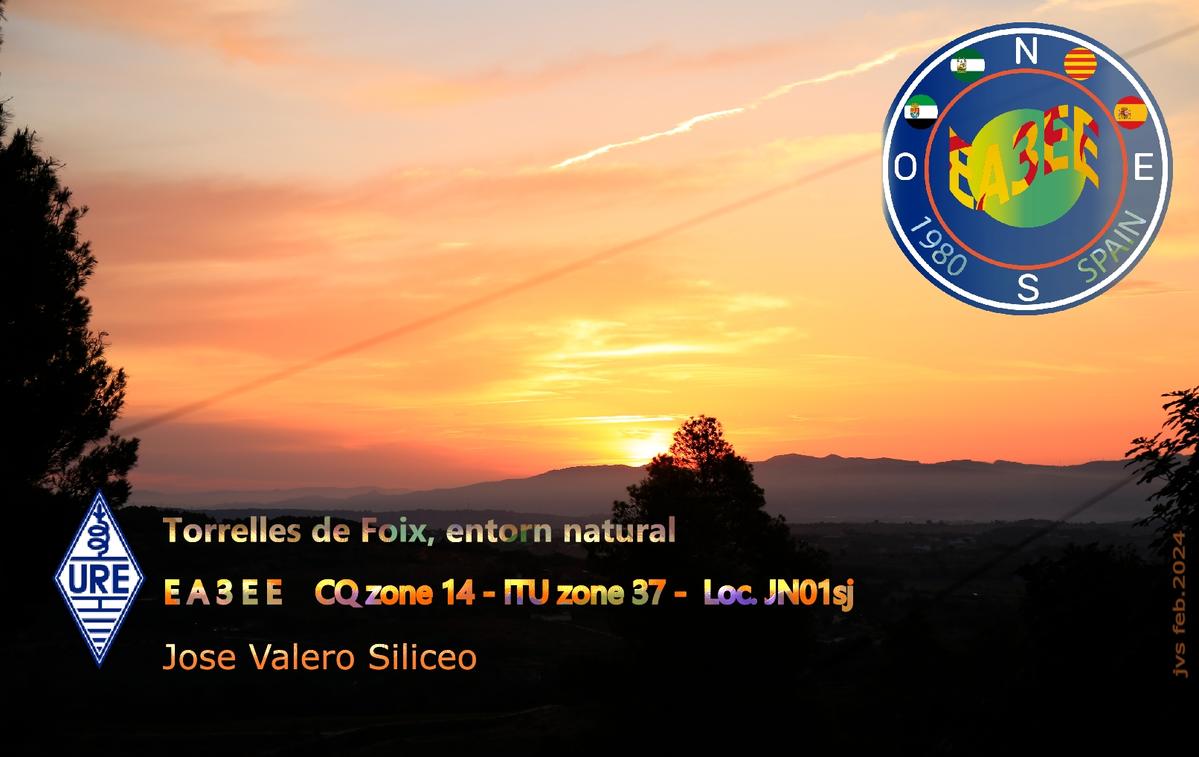 N
O
EA3EE
E
1980
SPAIN
S
Torrelles de Foix, entorn natural
URE
EA3EE CQ zone 14 - ITU zone 37 - Loc. JN01sj
Jose Valero Siliceo
jvs feb.2024